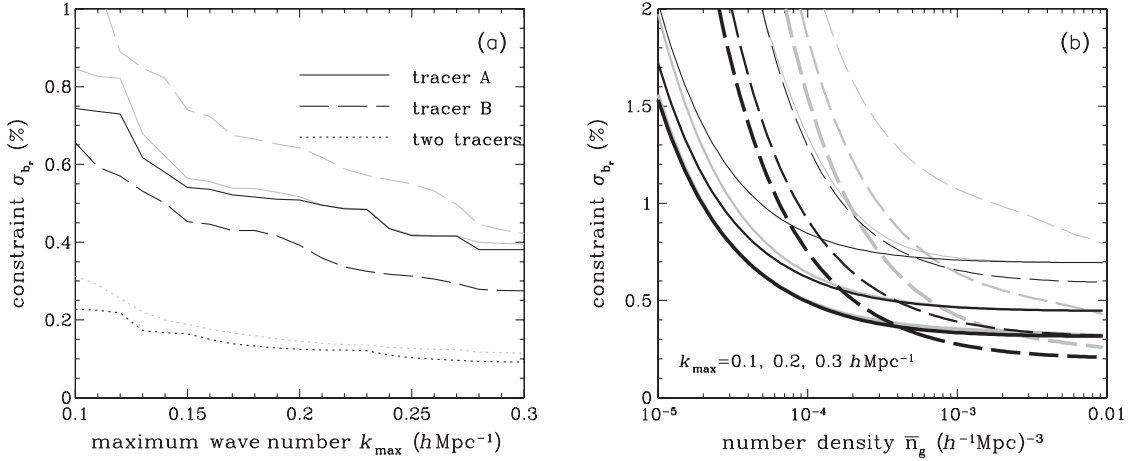 (a)
tracer A
tracer B
two tracers
constraint σ_{b_r} (%)
1
0.8
0.6
0.4
0.2
0
0.1
0.15
0.2
0.25
0.3
maximum wave number k_max (h Mpc⁻¹)
(b)
constraint σ_{b_r} (%)
2
1.5
1
0.5
0
k_max=0.1, 0.2, 0.3 h Mpc⁻¹
10⁻⁵
10⁻⁴
10⁻³
0.01
number density n̄_g (h⁻¹Mpc)⁻³